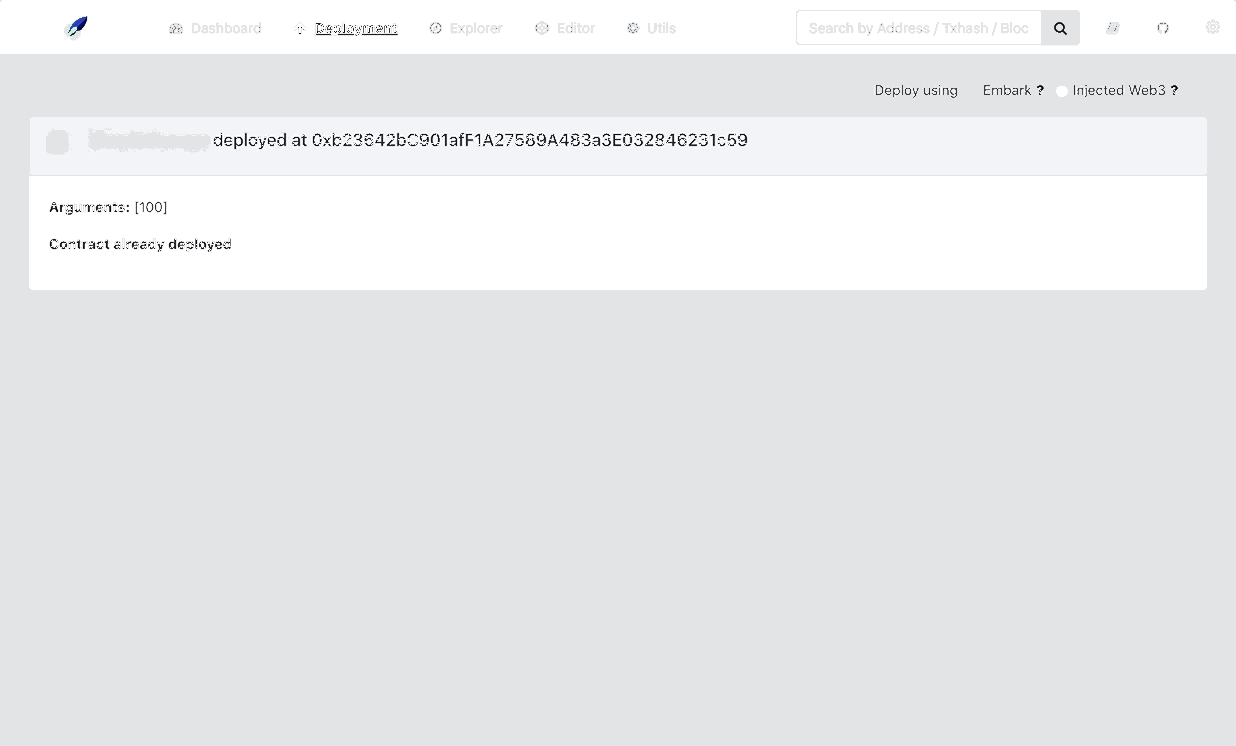 Dashboard Deployment Explorer Editor Utils Search by Address / Txhash / Bloc
Deploy using Embark ? Injected Web3 ?
deployed at 0xb23642bC901afF1A27589A483a3E032846231c59
Arguments: [100]
Contract already deployed